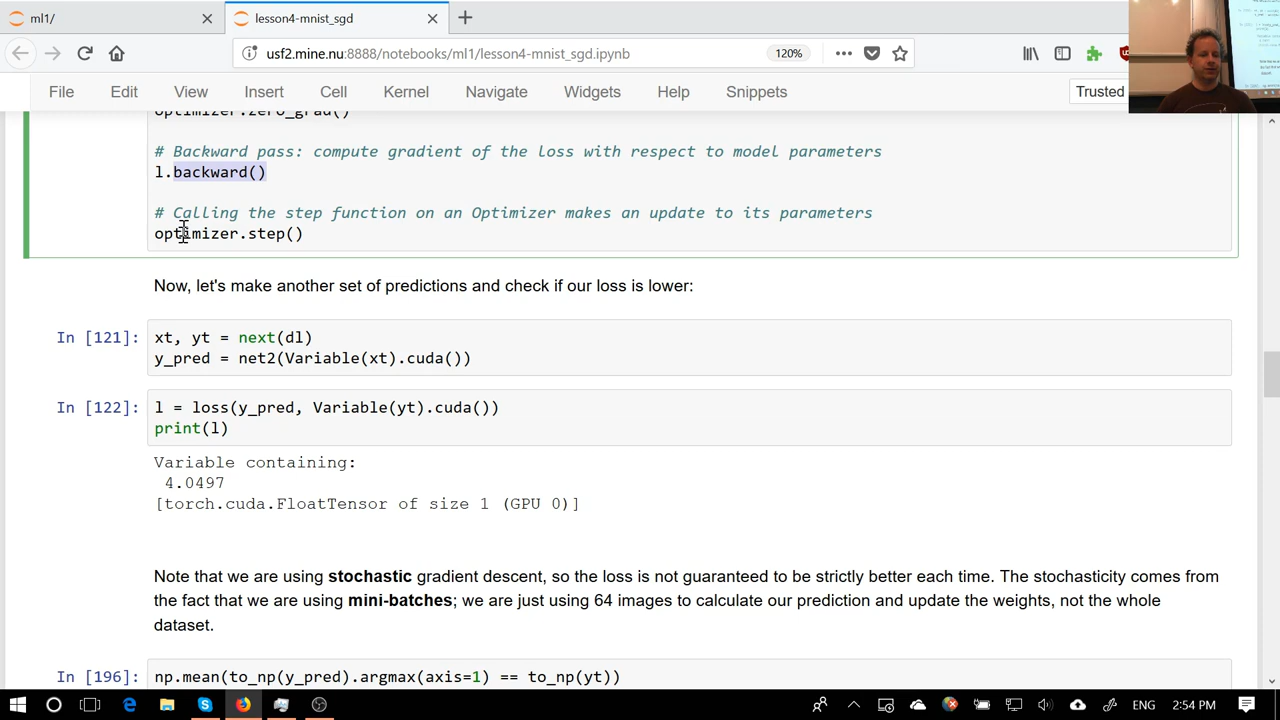 ml1/
lesson4-mnist_sgd
usf2.mine.nu:8888/notebooks/ml1/lesson4-mnist_sgd.ipynb
120%
File Edit View Insert Cell Kernel Navigate Widgets Help Snippets
Trusted
optimizer.zero_grad()
# Backward pass: compute gradient of the loss with respect to model parameters
l.backward()
# Calling the step function on an Optimizer makes an update to its parameters
optimizer.step()
Now, let's make another set of predictions and check if our loss is lower:
In [121]:
xt, yt = next(dl)
y_pred = net2(Variable(xt).cuda())
In [122]:
l = loss(y_pred, Variable(yt).cuda())
print(l)
Variable containing:
4.0497
[torch.cuda.FloatTensor of size 1 (GPU 0)]
Note that we are using stochastic gradient descent, so the loss is not guaranteed to be strictly better each time. The stochasticity comes from
the fact that we are using mini-batches; we are just using 64 images to calculate our prediction and update the weights, not the whole
dataset.
In [196]:
np.mean(to_np(y_pred).argmax(axis=1) == to_np(yt))
ENG
2:54 PM